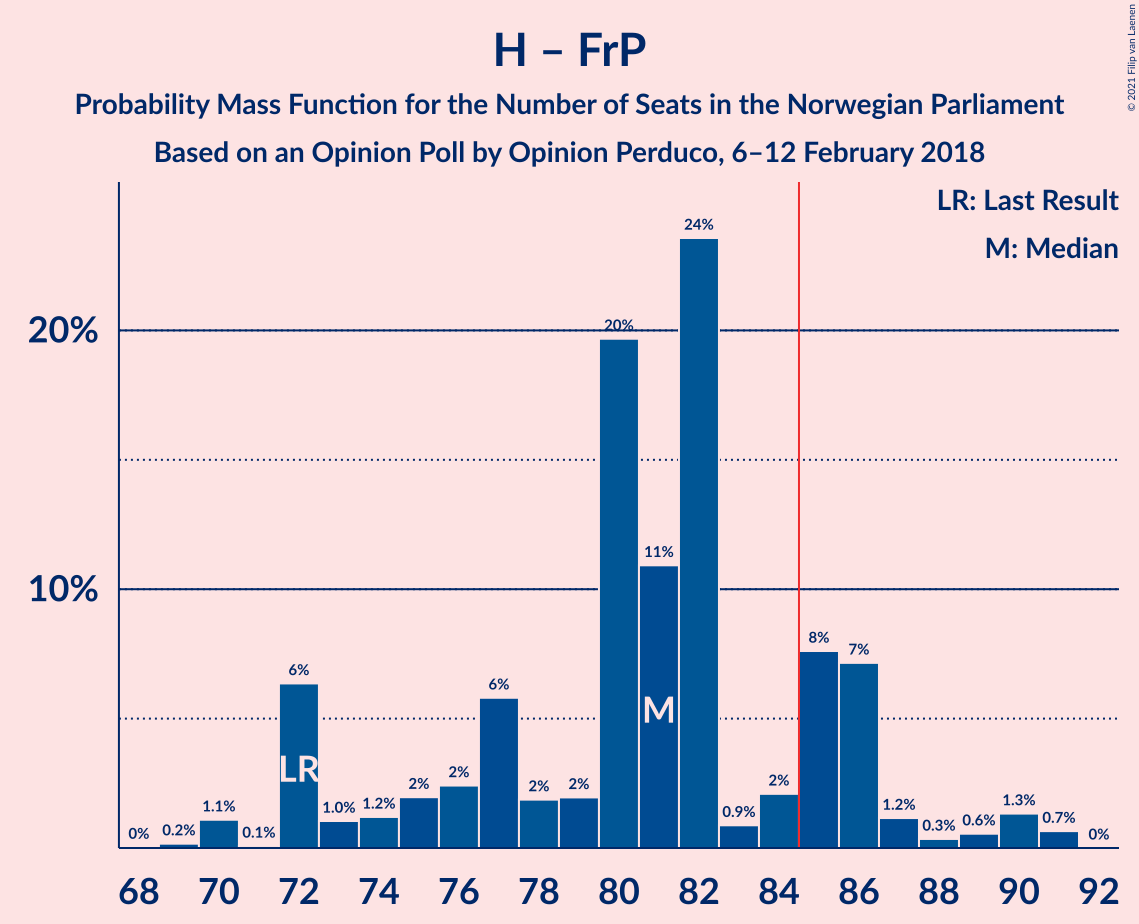 H – FrP
Probability Mass Function for the Number of Seats in the Norwegian Parliament
Based on an Opinion Poll by Opinion Perduco, 6–12 February 2018
© 2021 Filip van Laenen
LR: Last Result
M: Median
20%
10%
0% 0.2% 1.1% 0.1% 6% 1.0% 1.2% 2% 2% 6% 2% 2% 20% 11% 24% 0.9% 2% 8% 7% 1.2% 0.3% 0.6% 1.3% 0.7% 0%
LR
M
68 70 72 74 76 78 80 82 84 86 88 90 92